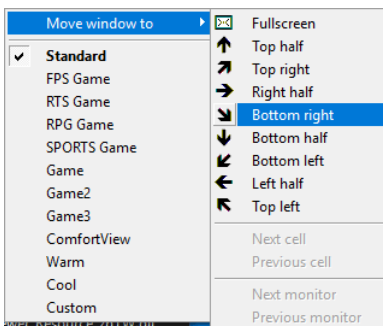 Move window to
Standard
FPS Game
RTS Game
RPG Game
SPORTS Game
Game
Game2
Game3
ComfortView
Warm
Cool
Custom
Fullscreen
Top half
Top right
Right half
Bottom right
Bottom half
Bottom left
Left half
Top left
Next cell
Previous cell
Next monitor
Previous monitor